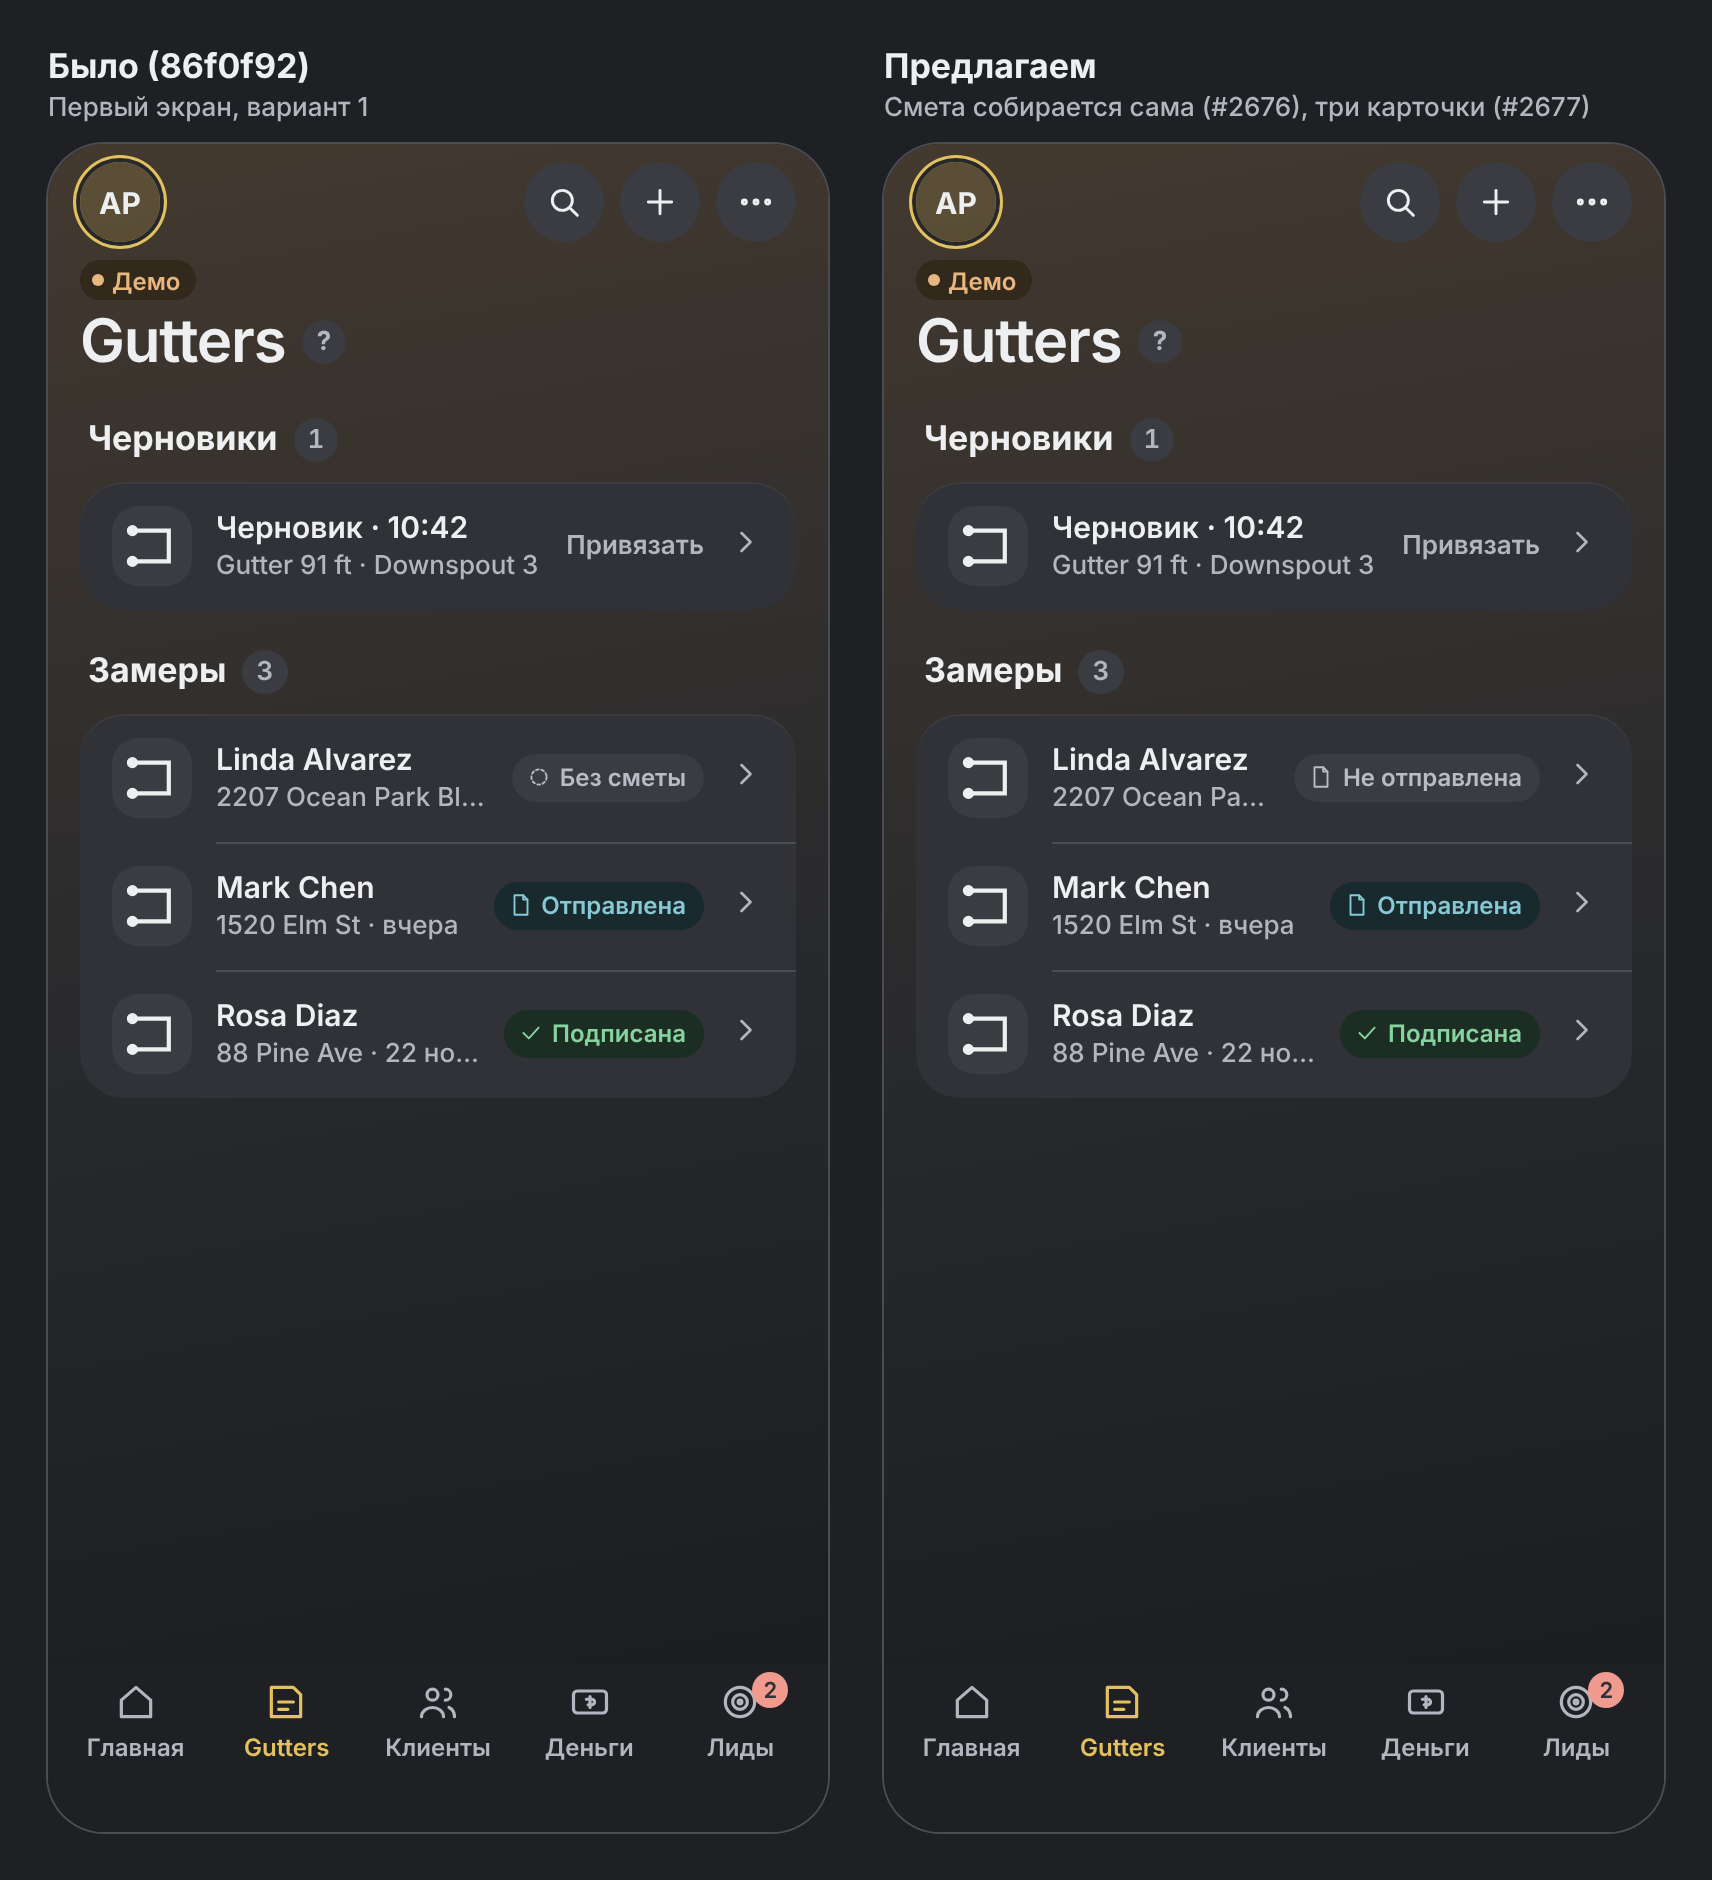 Было (86f0f92)
Первый экран, вариант 1
AP
Демо
Gutters ?
Черновики 1
Черновик · 10:42
Gutter 91 ft · Downspout 3
Привязать
Замеры 3
Linda Alvarez
2207 Ocean Park Bl...
Без сметы
Mark Chen
1520 Elm St · вчера
Отправлена
Rosa Diaz
88 Pine Ave · 22 но...
Подписана
Главная
Gutters
Клиенты
Деньги
Лиды
2
Предлагаем
Смета собирается сама (#2676), три карточки (#2677)
AP
Демо
Gutters ?
Черновики 1
Черновик · 10:42
Gutter 91 ft · Downspout 3
Привязать
Замеры 3
Linda Alvarez
2207 Ocean Pa...
Не отправлена
Mark Chen
1520 Elm St · вчера
Отправлена
Rosa Diaz
88 Pine Ave · 22 но...
Подписана
Главная
Gutters
Клиенты
Деньги
Лиды
2